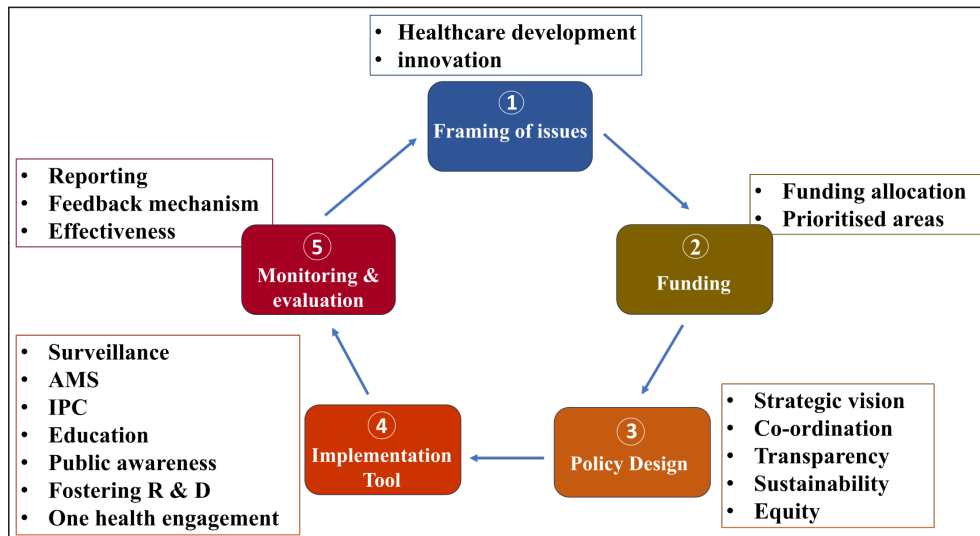 • Healthcare development
• innovation
①
Framing of issues
• Funding allocation
• Prioritised areas
②
Funding
• Strategic vision
• Co-ordination
• Transparency
• Sustainability
• Equity
③
Policy Design
• Surveillance
• AMS
• IPC
• Education
• Public awareness
• Fostering R & D
• One health engagement
④
Implementation
Tool
• Reporting
• Feedback mechanism
• Effectiveness
⑤
Monitoring &
evaluation